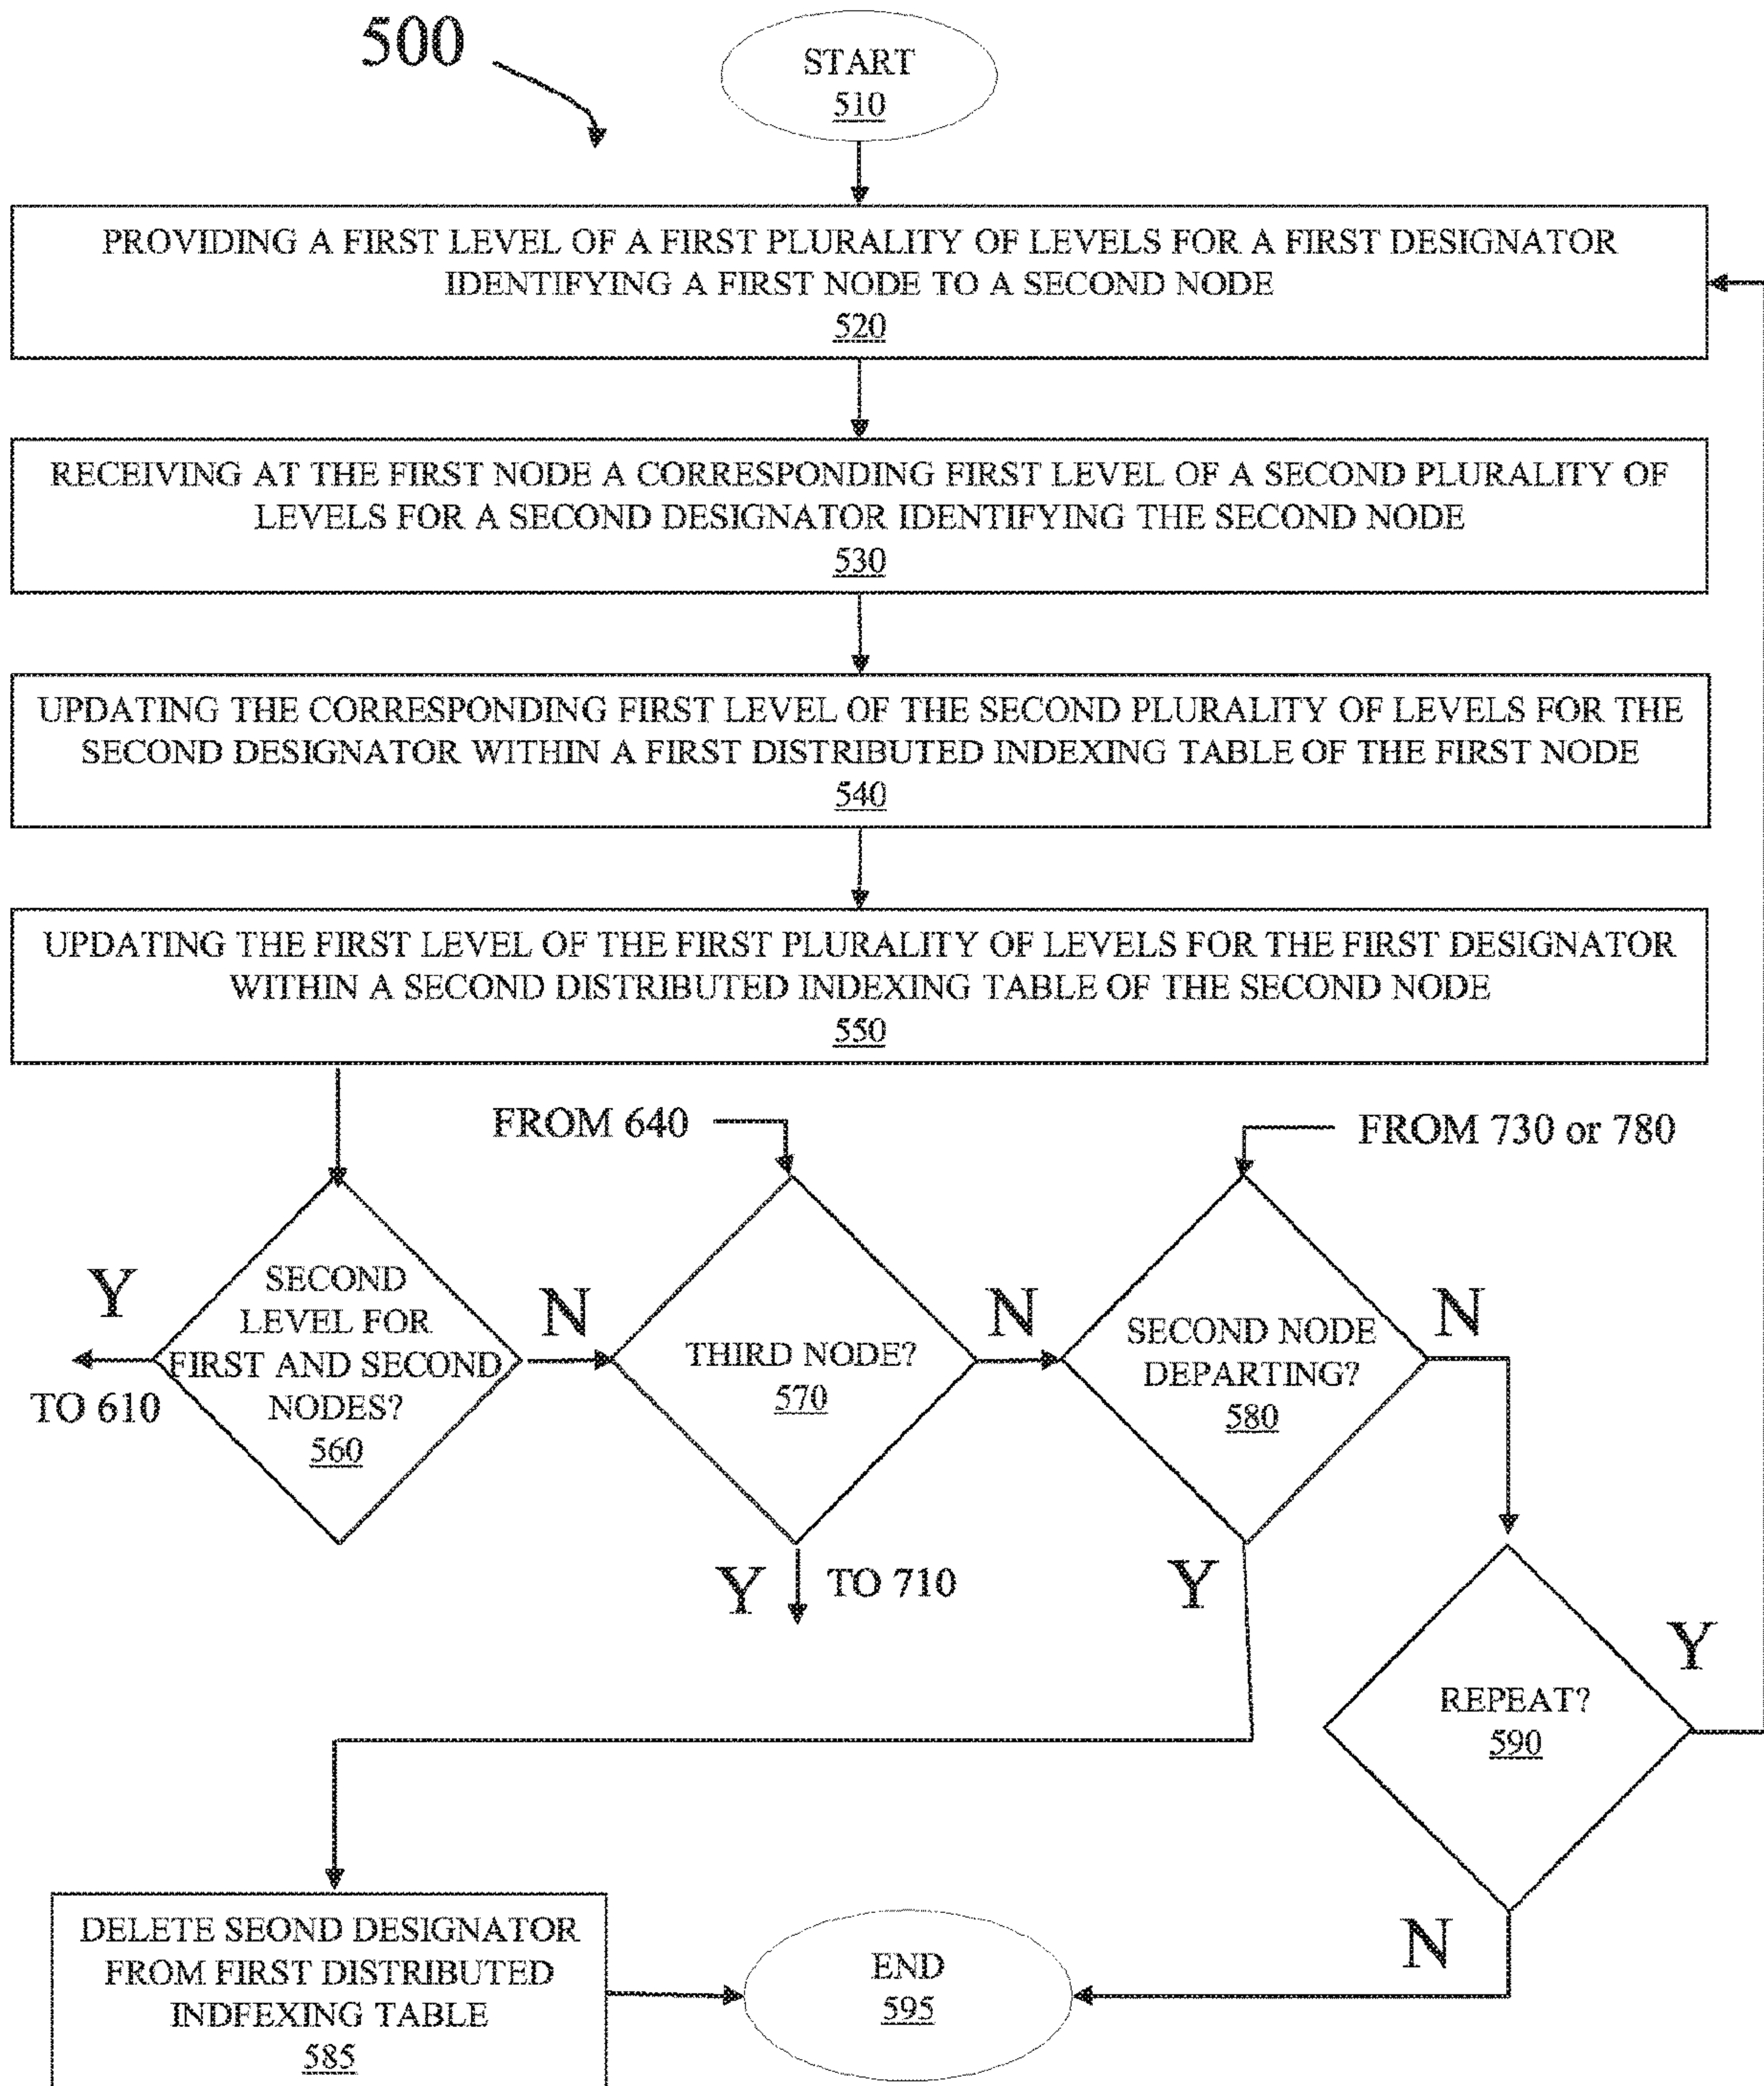 500
START
510
PROVIDING A FIRST LEVEL OF A FIRST PLURALITY OF LEVELS FOR A FIRST DESIGNATOR
IDENTIFYING A FIRST NODE TO A SECOND NODE
520
RECEIVING AT THE FIRST NODE A CORRESPONDING FIRST LEVEL OF A SECOND PLURALITY OF
LEVELS FOR A SECOND DESIGNATOR IDENTIFYING THE SECOND NODE
530
UPDATING THE CORRESPONDING FIRST LEVEL OF THE SECOND PLURALITY OF LEVELS FOR THE
SECOND DESIGNATOR WITHIN A FIRST DISTRIBUTED INDEXING TABLE OF THE FIRST NODE
540
UPDATING THE FIRST LEVEL OF THE FIRST PLURALITY OF LEVELS FOR THE FIRST DESIGNATOR
WITHIN A SECOND DISTRIBUTED INDEXING TABLE OF THE SECOND NODE
550
FROM 640
FROM 730 or 780
Y
SECOND
LEVEL FOR
FIRST AND SECOND
NODES?
560
TO 610
N
THIRD NODE?
570
N
SECOND NODE
DEPARTING?
580
N
Y
TO 710
Y
REPEAT?
590
Y
N
DELETE SEOND DESIGNATOR
FROM FIRST DISTRIBUTED
INDFEXING TABLE
585
END
595